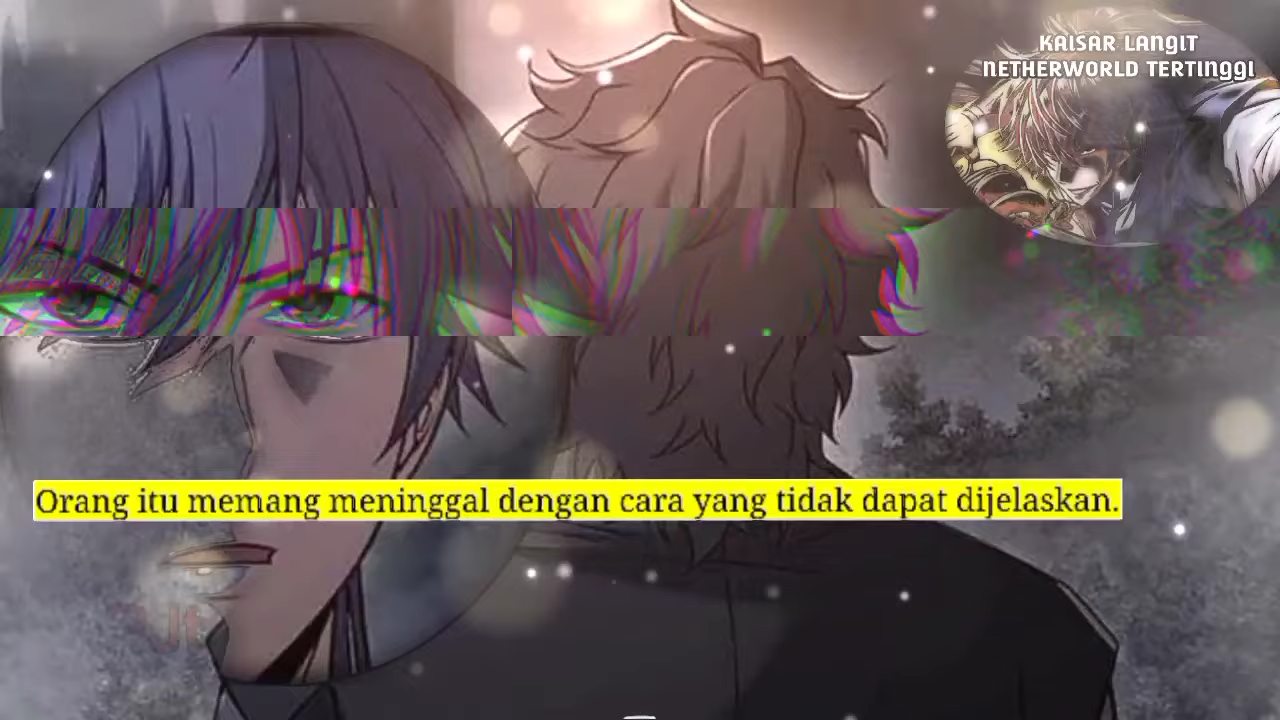 KAISAR LANGIT
NETHERWORLD TERTINGGI
Orang itu memang meninggal dengan cara yang tidak dapat dijelaskan.